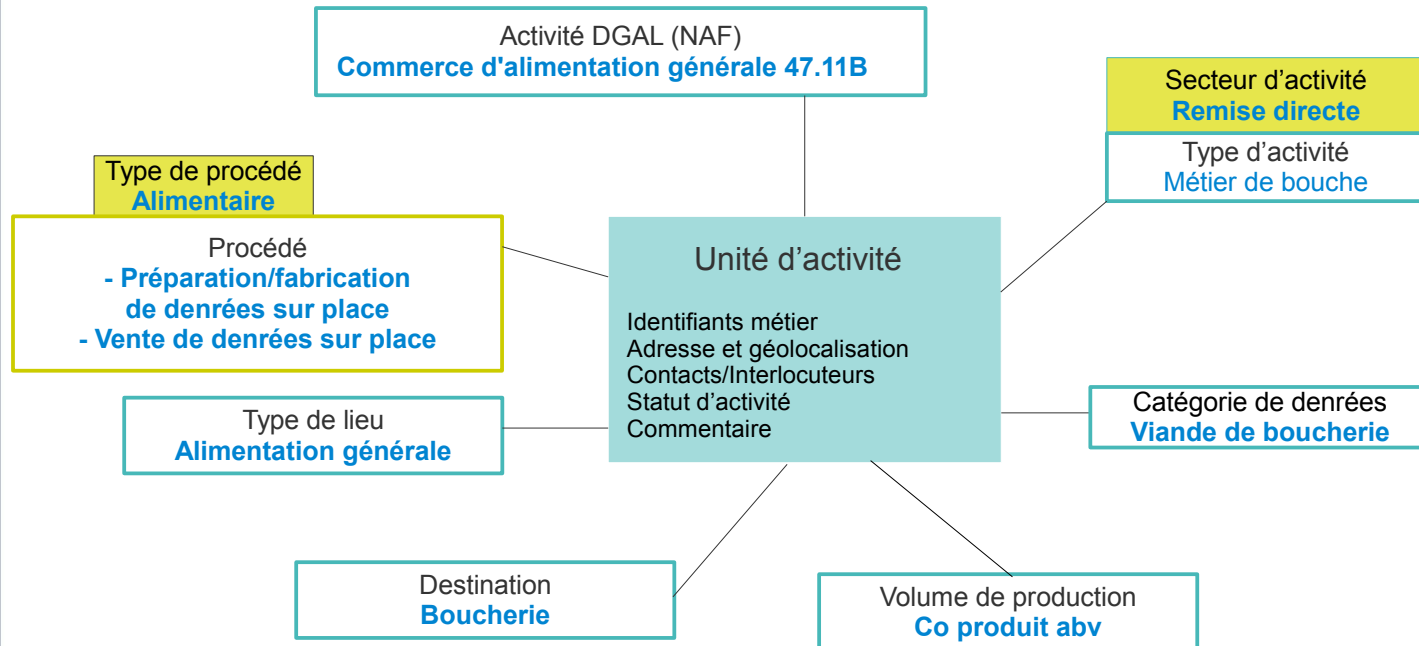 Activité DGAL (NAF)
Commerce d'alimentation générale 47.11B
Secteur d’activité
Remise directe
Type d’activité
Métier de bouche
Type de procédé
Alimentaire
Procédé
- Préparation/fabrication
de denrées sur place
- Vente de denrées sur place
Unité d’activité
Identifiants métier
Adresse et géolocalisation
Contacts/Interlocuteurs
Statut d’activité
Commentaire
Type de lieu
Alimentation générale
Catégorie de denrées
Viande de boucherie
Destination
Boucherie
Volume de production
Co produit abv